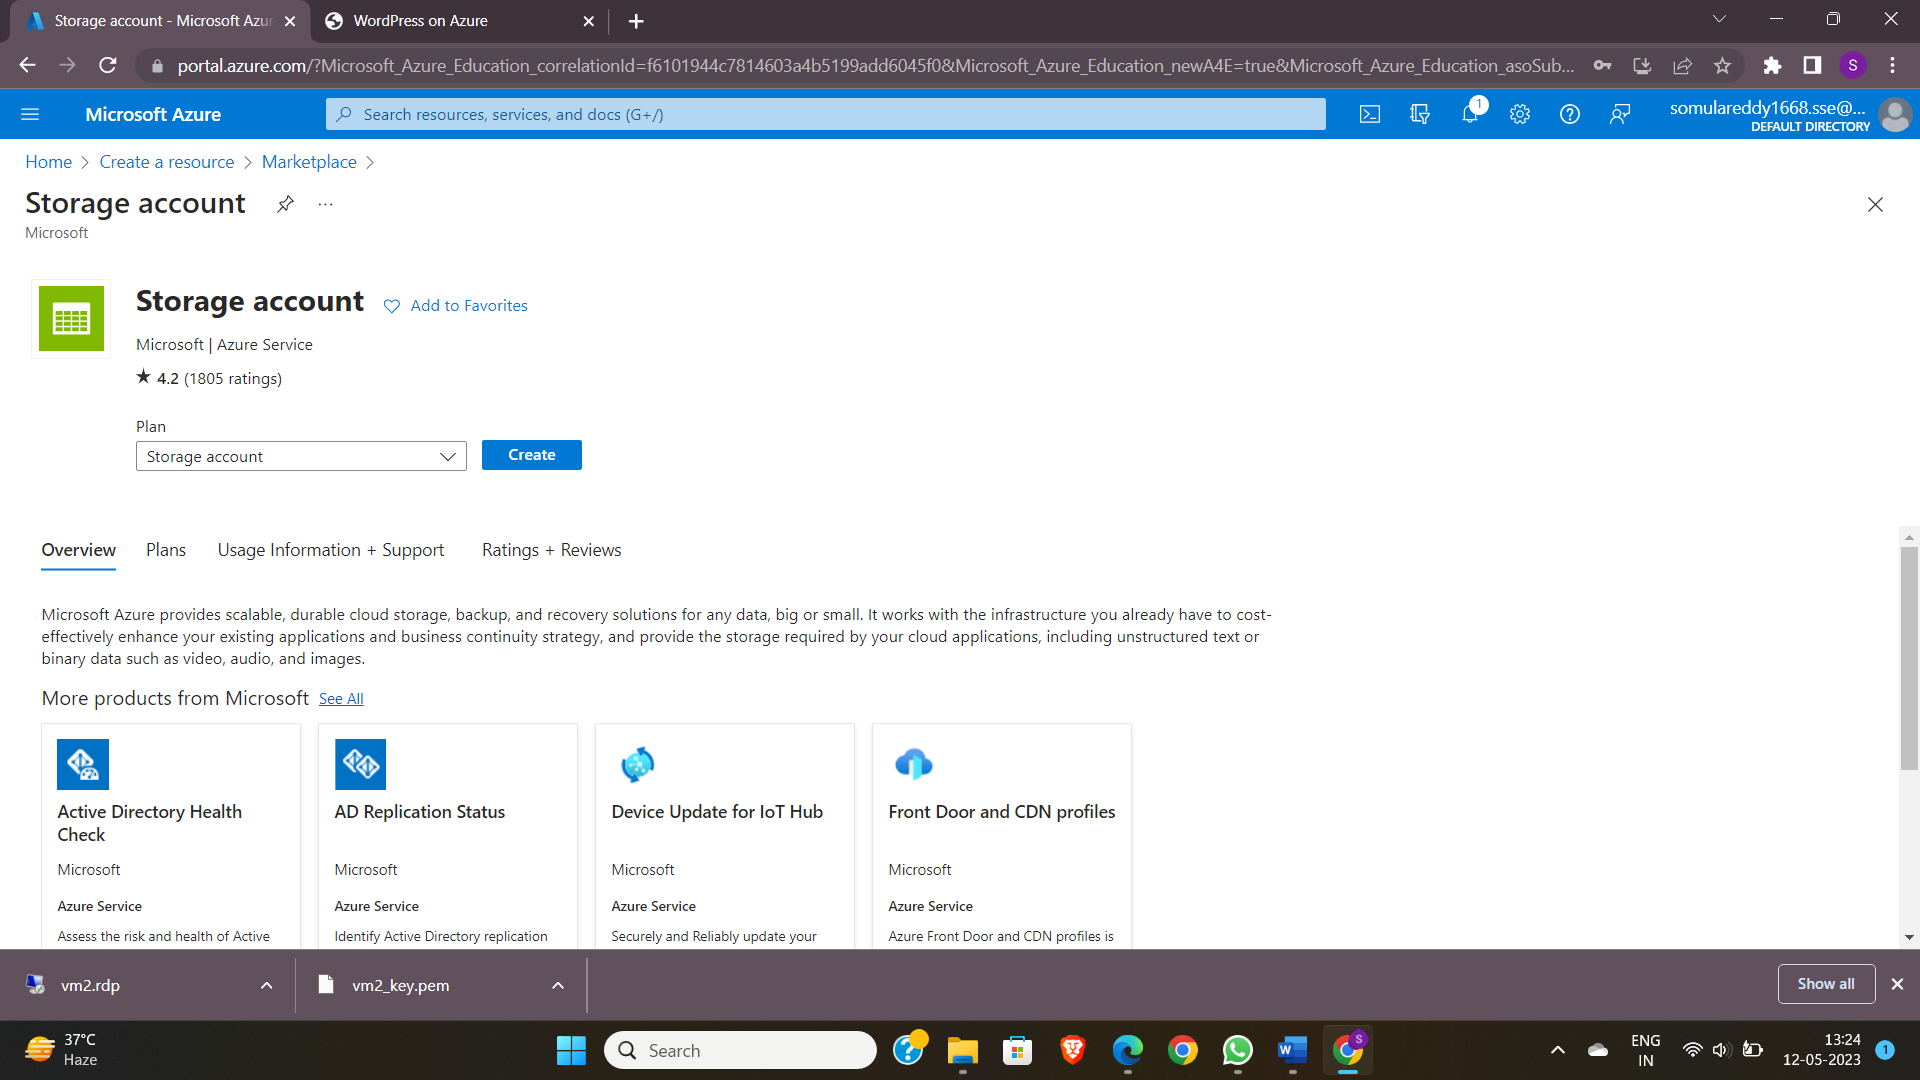 Storage account - Microsoft Azur
WordPress on Azure
portal.azure.com/?Microsoft_Azure_Education_correlationId=f6101944c7814603a4b5199add6045f0&Microsoft_Azure_Education_newA4E=true&Microsoft_Azure_Education_asoSub...
S
Microsoft Azure
Search resources, services, and docs (G+/)
1
somulareddy1668.sse@...
DEFAULT DIRECTORY
Home > Create a resource > Marketplace >
Storage account
...
Microsoft
Storage account
Add to Favorites
Microsoft | Azure Service
★ 4.2 (1805 ratings)
Plan
Storage account
Create
Overview
Plans
Usage Information + Support
Ratings + Reviews
Microsoft Azure provides scalable, durable cloud storage, backup, and recovery solutions for any data, big or small. It works with the infrastructure you already have to cost-
effectively enhance your existing applications and business continuity strategy, and provide the storage required by your cloud applications, including unstructured text or
binary data such as video, audio, and images.
More products from Microsoft See All
Active Directory Health
Check
Microsoft
Azure Service
Assess the risk and health of Active
AD Replication Status
Microsoft
Azure Service
Identify Active Directory replication
Device Update for IoT Hub
Microsoft
Azure Service
Securely and Reliably update your
Front Door and CDN profiles
Microsoft
Azure Service
Azure Front Door and CDN profiles is
vm2.rdp
vm2_key.pem
Show all
37°C
Haze
Search
W
S
ENG
IN
13:24
12-05-2023
1